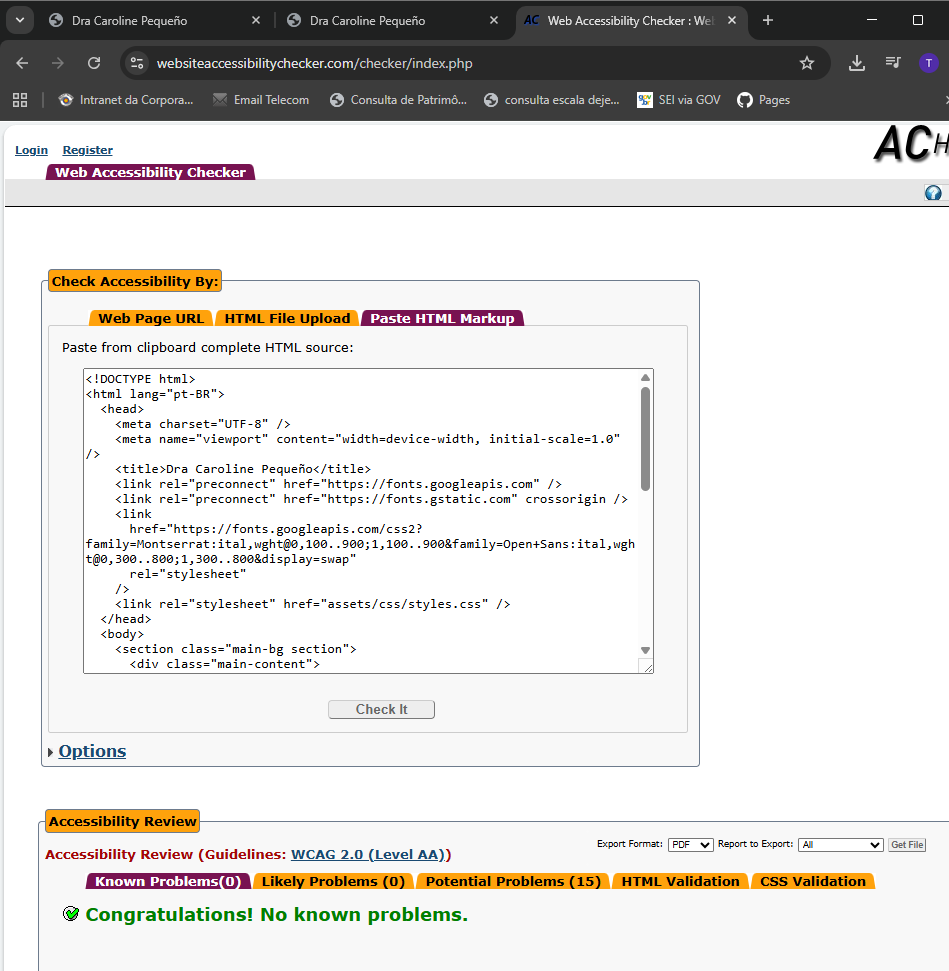 Dra Caroline Pequeño
Dra Caroline Pequeño
AC Web Accessibility Checker : We
websiteaccessibilitychecker.com/checker/index.php
T
Intranet da Corpora...
Email Telecom
Consulta de Patrimô...
consulta escala deje...
SEI via GOV
Pages
Login Register
ACH
Web Accessibility Checker
Check Accessibility By:
Web Page URL HTML File Upload Paste HTML Markup
Paste from clipboard complete HTML source:
<!DOCTYPE html>
<html lang="pt-BR">
<head>
<meta charset="UTF-8" />
<meta name="viewport" content="width=device-width, initial-scale=1.0"
/>
<title>Dra Caroline Pequeño</title>
<link rel="preconnect" href="https://fonts.googleapis.com" />
<link rel="preconnect" href="https://fonts.gstatic.com" crossorigin />
<link
href="https://fonts.googleapis.com/css2?
family=Montserrat:ital,wght@0,100..900;1,100..900&family=Open+Sans:ital,wgh
t@0,300..800;1,300..800&display=swap"
rel="stylesheet"
/>
<link rel="stylesheet" href="assets/css/styles.css" />
</head>
<body>
<section class="main-bg section">
<div class="main-content">
Check It
Options
Accessibility Review
Accessibility Review (Guidelines: WCAG 2.0 (Level AA))
Export Format: PDF Report to Export: All Get File
Known Problems(0) Likely Problems (0) Potential Problems (15) HTML Validation CSS Validation
Congratulations! No known problems.